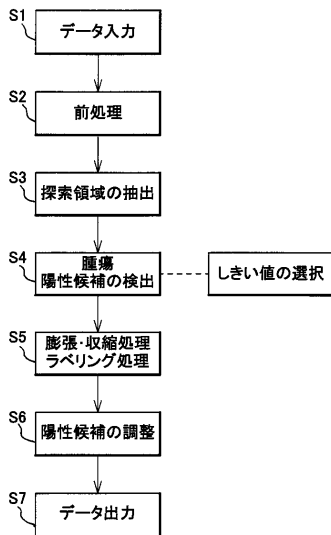 S1
データ入力
S2
前処理
S3
探索領域の抽出
S4
腫瘍
陽性候補の検出
しきい値の選択
S5
膨張・収縮処理
ラベリング処理
S6
陽性候補の調整
S7
データ出力